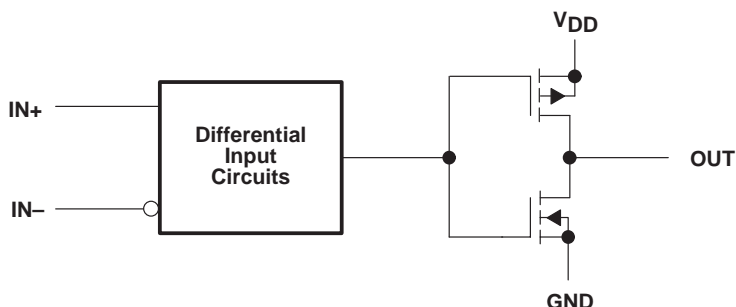 VDD
IN+
Differential
Input
Circuits
OUT
IN–
GND